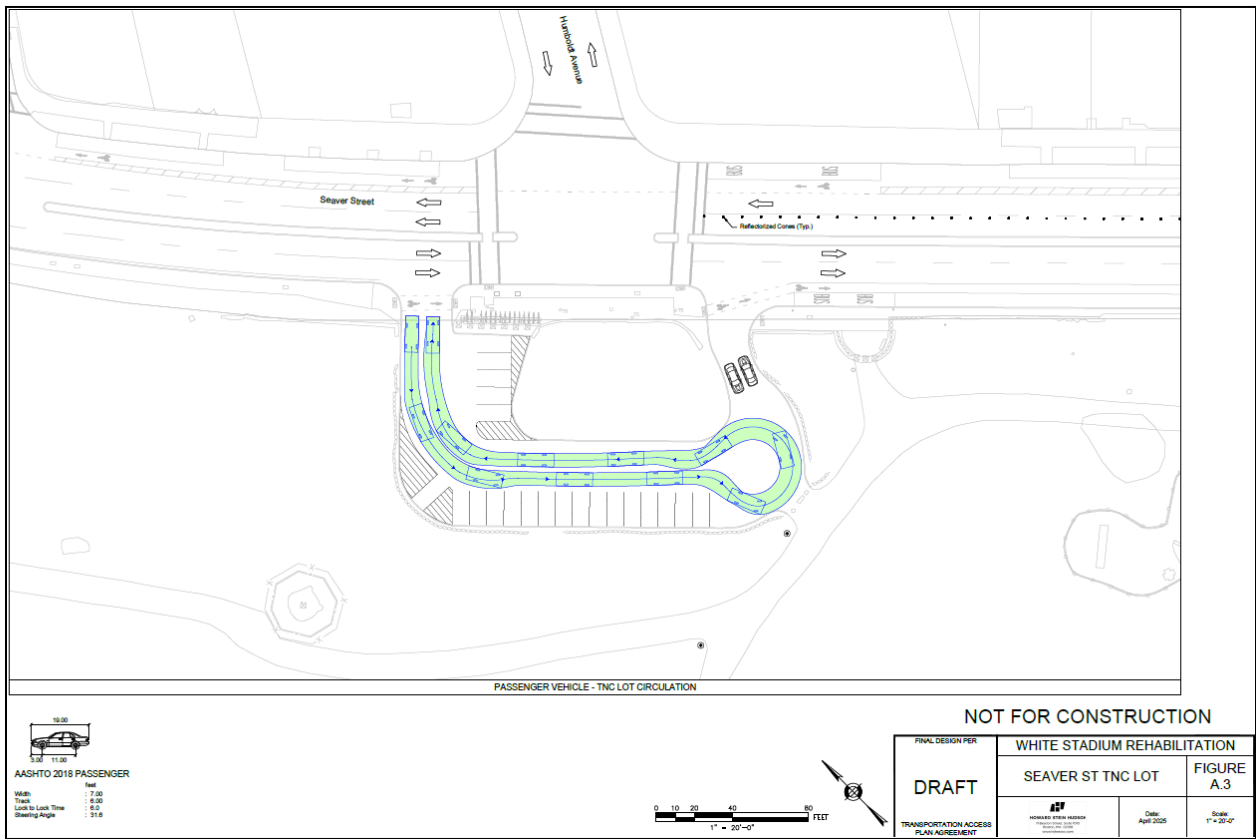 Humboldt Avenue
Seaver Street
Reflectorized Cones (Typ.)
PASSENGER VEHICLE - TNC LOT CIRCULATION
19.00
3.00 11.00
AASHTO 2018 PASSENGER
feet
Width : 7.00
Track : 6.00
Lock to Lock Time : 6.0
Steering Angle : 31.6
0 10 20 40 80 FEET
1" = 20'-0"
NOT FOR CONSTRUCTION
FINAL DESIGN PER
DRAFT
TRANSPORTATION ACCESS
PLAN AGREEMENT
WHITE STADIUM REHABILITATION
SEAVER ST TNC LOT
FIGURE
A.3
HOWARD STEIN HUDSON
Date:
April 2025
Scale:
1" = 20'-0"